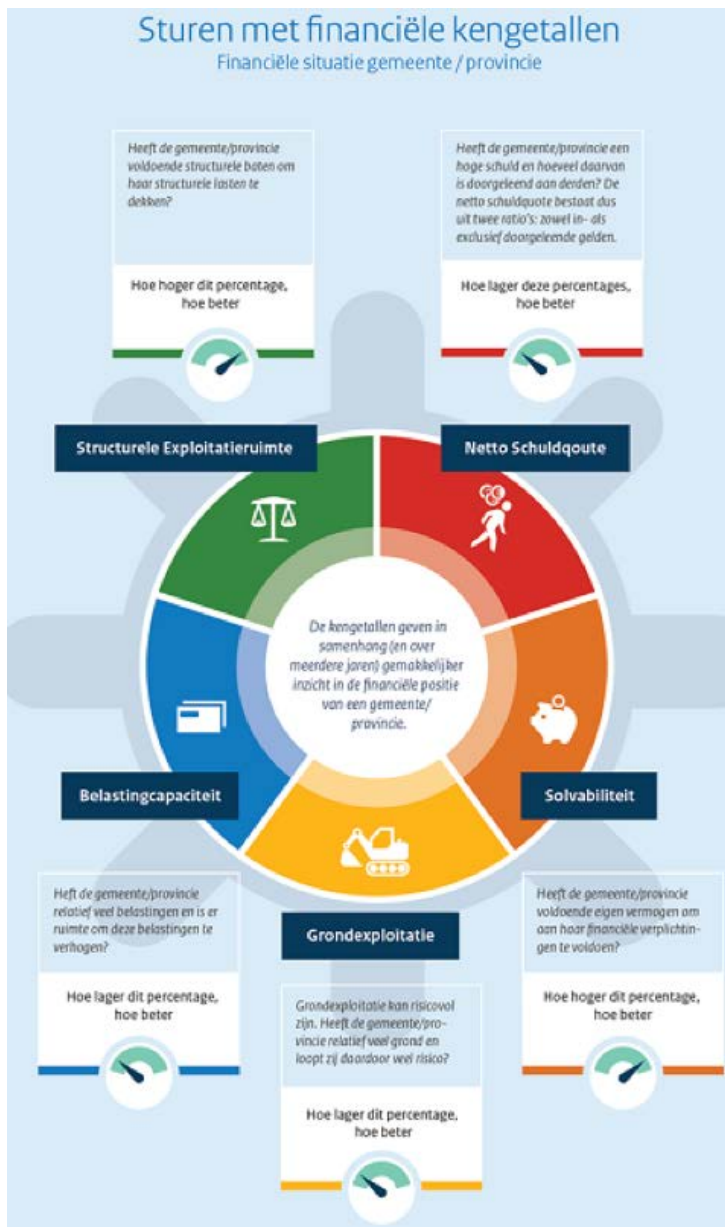 Sturen met financiële kengetallen
Financiële situatie gemeente / provincie
Heeft de gemeente/provincie
voldoende structurele baten om
haar structurele lasten te
dekken?
Hoe hoger dit percentage,
hoe beter
Heeft de gemeente/provincie een
hoge schuld en hoeveel daarvan
is doorgeleend aan derden? De
netto schuldquote bestaat dus
uit twee ratio's: zowel in- als
exclusief doorgeleende gelden.
Hoe lager deze percentages,
hoe beter
Structurele Exploitatieruimte
Netto Schuldqoute
De kengetallen geven in
samenhang (en over
meerdere jaren) gemakkelijker
inzicht in de financiële positie
van een gemeente/
provincie.
Belastingcapaciteit
Solvabiliteit
Grondexploitatie
Heft de gemeente/provincie
relatief veel belastingen en is er
ruimte om deze belastingen te
verhogen?
Hoe lager dit percentage,
hoe beter
Grondexploitatie kan risicovol
zijn. Heeft de gemeente/pro-
vincie relatief veel grond en
loopt zij daardoor veel risico?
Hoe lager dit percentage,
hoe beter
Heeft de gemeente/provincie
voldoende eigen vermogen om
aan haar financiële verplichtin-
gen te voldoen?
Hoe hoger dit percentage,
hoe beter